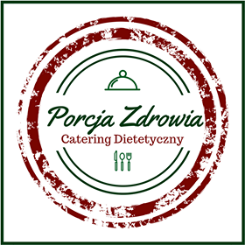 Porcja Zdrowia
Catering Dietetyczny